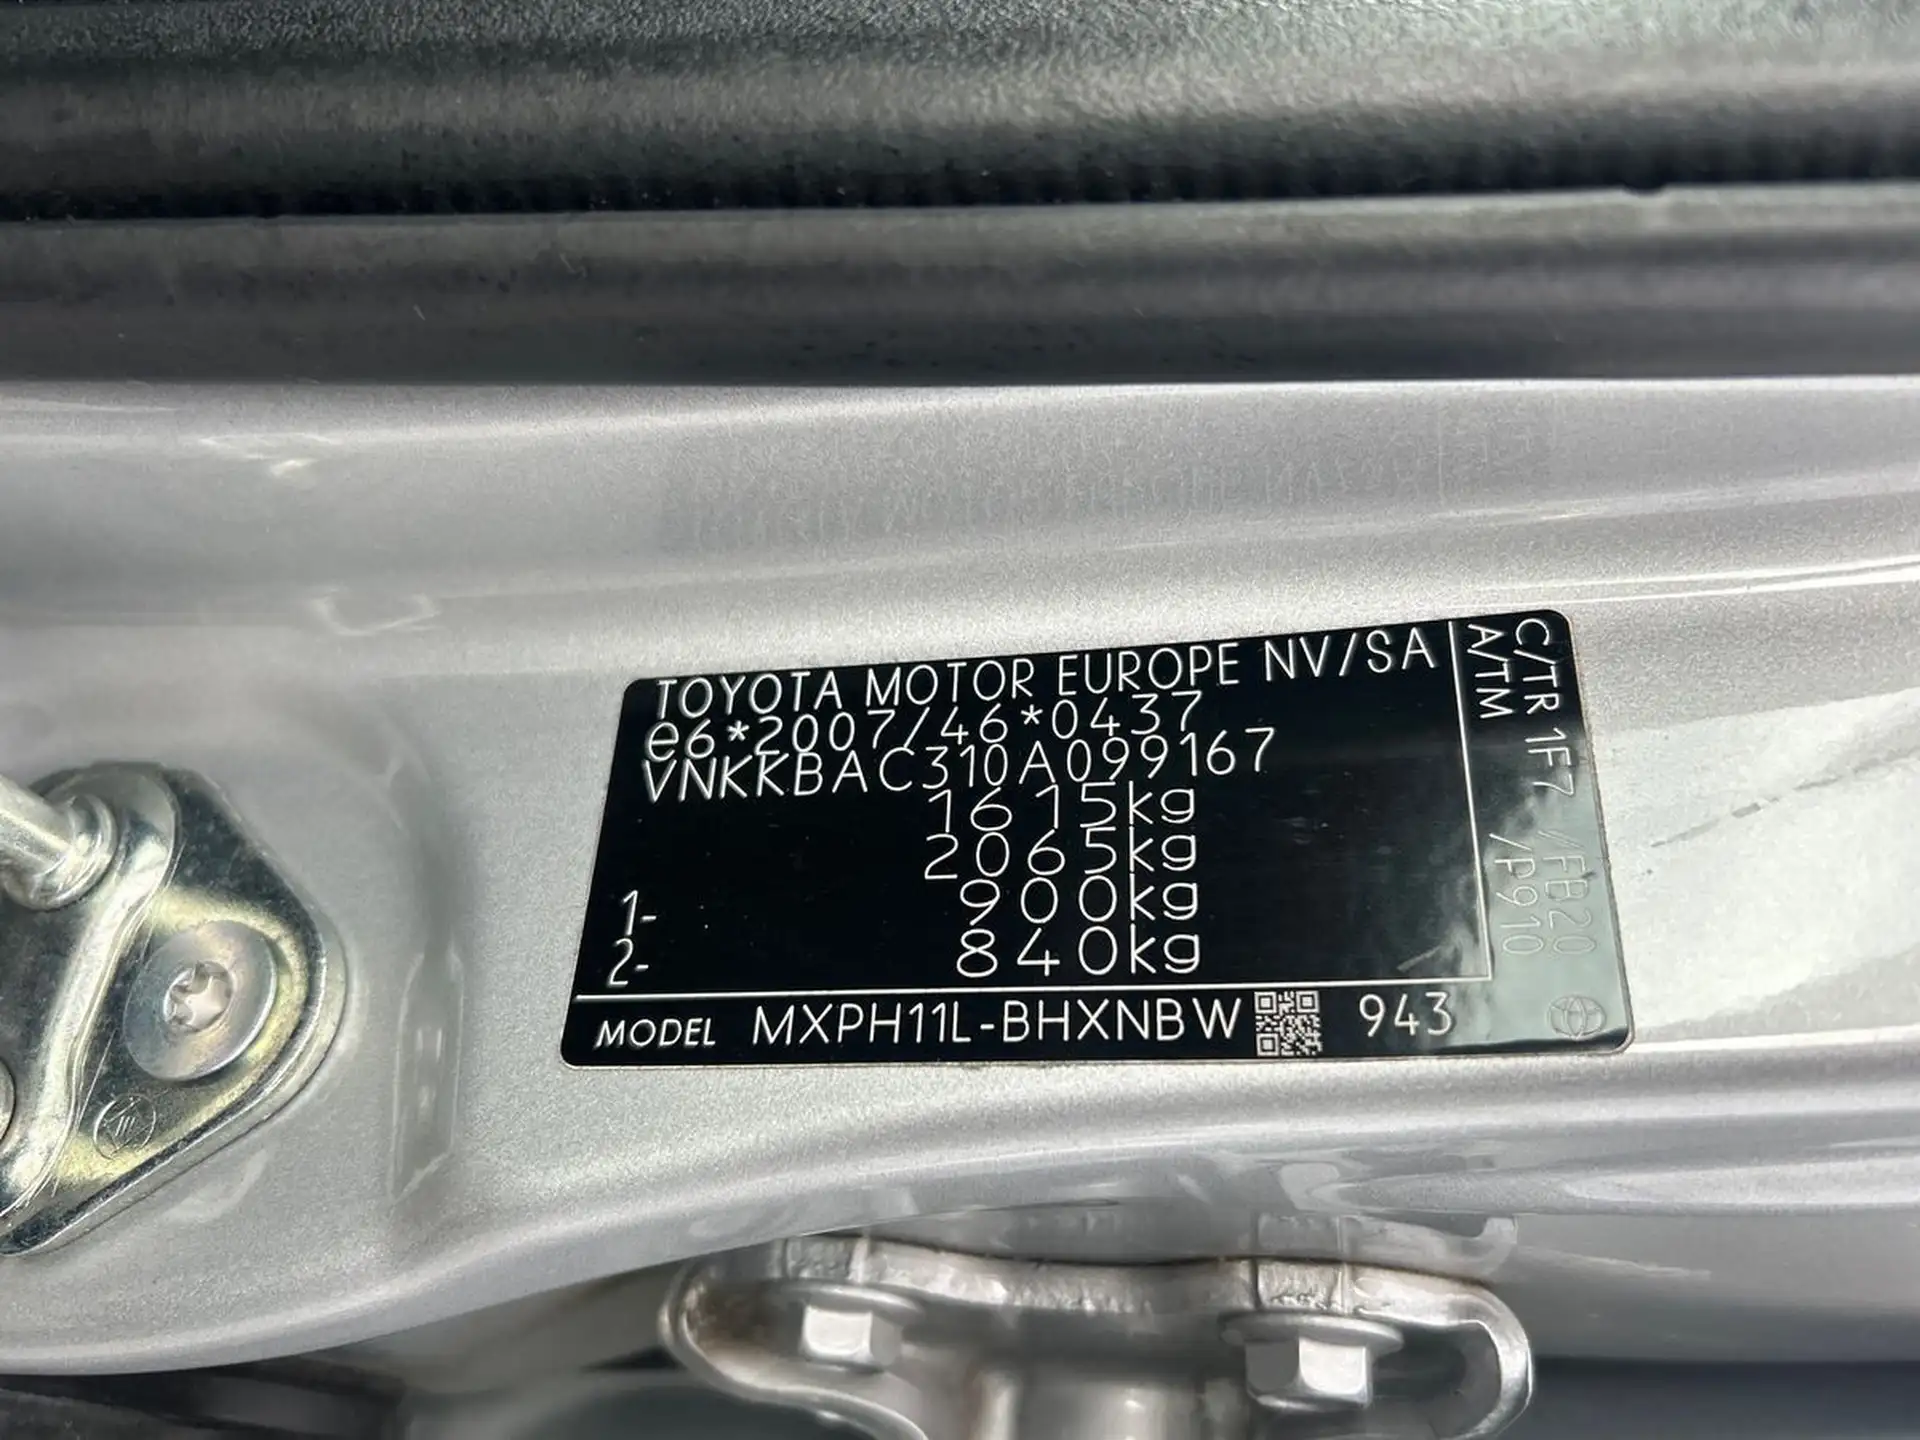 TOYOTA MOTOR EUROPE NV/SA
e6*2007/46*0437
VNKKBAC310A099167
1615kg
2065kg
1- 900kg
2- 840kg
MODEL MXPH11L-BHXNBW 943
C/TR 1F7 /FB20
A/TM /P910